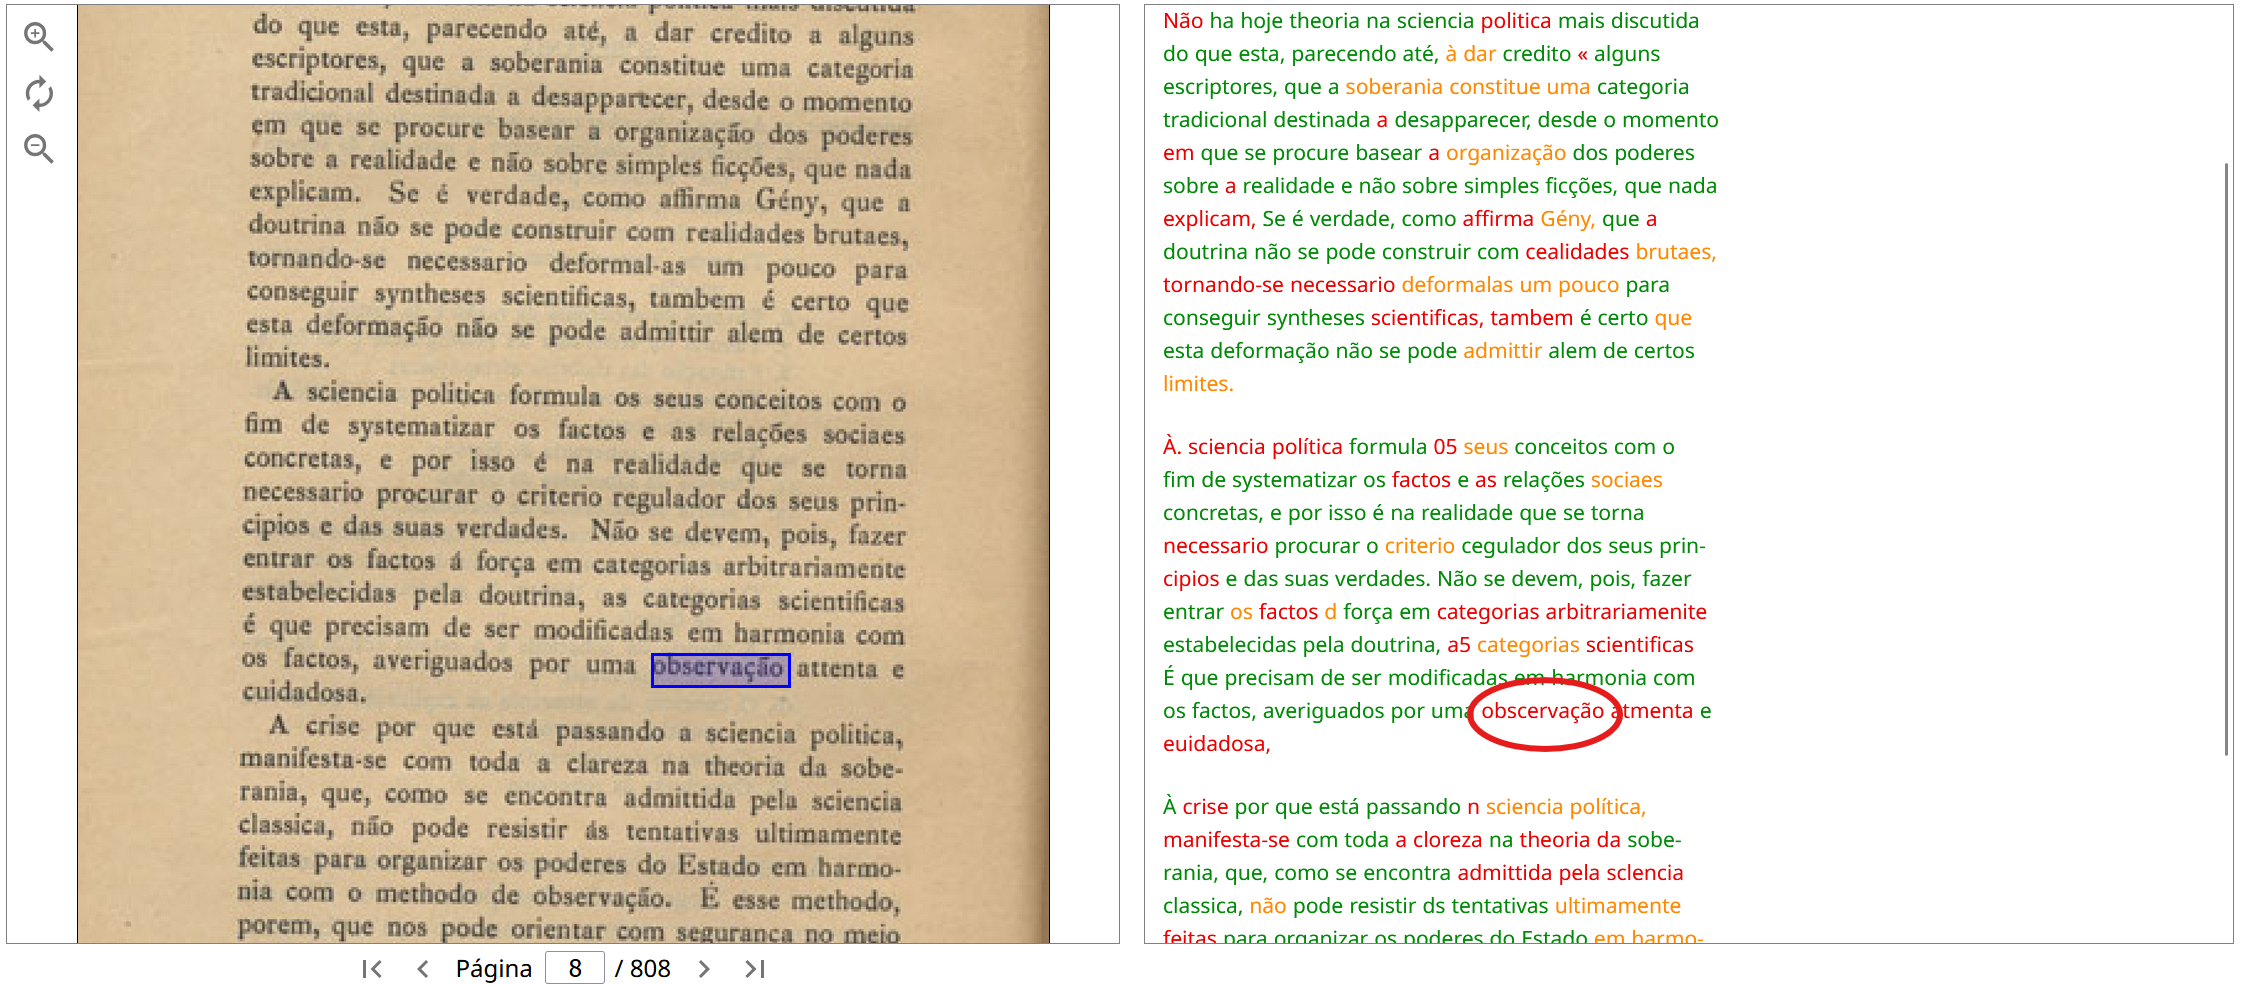 do que esta, parecendo até, a dar credito a alguns
escriptores, que a soberania constitue uma categoria
tradicional destinada a desapparecer, desde o momento
em que se procure basear a organização dos poderes
sobre a realidade e não sobre simples ficções, que nada
explicam. Se é verdade, como affirma Gény, que a
doutrina não se pode construir com realidades brutaes,
tornando-se necessario deformal-as um pouco para
conseguir syntheses scientificas, tambem é certo que
esta deformação não se pode admittir alem de certos
limites.
A sciencia politica formula os seus conceitos com o
fim de systematizar os factos e as relações sociaes
concretas, e por isso é na realidade que se torna
necessario procurar o criterio regulador dos seus prin-
cipios e das suas verdades. Não se devem, pois, fazer
entrar os factos á força em categorias arbitrariamente
estabelecidas pela doutrina, as categorias scientificas
é que precisam de ser modificadas em harmonia com
os factos, averiguados por uma observação attenta e
cuidadosa.
A crise por que está passando a sciencia politica,
manifesta-se com toda a clareza na theoria da sobe-
rania, que, como se encontra admittida pela sciencia
classica, não pode resistir ás tentativas ultimamente
feitas para organizar os poderes do Estado em harmo-
nia com o methodo de observação. É esse methodo,
porem, que nos pode orientar com segurança no meio
Página 8 / 808
Não ha hoje theoria na sciencia politica mais discutida
do que esta, parecendo até, à dar credito « alguns
escriptores, que a soberania constitue uma categoria
tradicional destinada a desapparecer, desde o momento
em que se procure basear a organização dos poderes
sobre a realidade e não sobre simples ficções, que nada
explicam, Se é verdade, como affirma Gény, que a
doutrina não se pode construir com cealidades brutaes,
tornando-se necessario deformalas um pouco para
conseguir syntheses scientificas, tambem é certo que
esta deformação não se pode admittir alem de certos
limites.
À. sciencia política formula 05 seus conceitos com o
fim de systematizar os factos e as relações sociaes
concretas, e por isso é na realidade que se torna
necessario procurar o criterio cegulador dos seus prin-
cipios e das suas verdades. Não se devem, pois, fazer
entrar os factos d força em categorias arbitrariamenite
estabelecidas pela doutrina, a5 categorias scientificas
É que precisam de ser modificadas em harmonia com
os factos, averiguados por uma obscervação atmenta e
euidadosa,
À crise por que está passando n sciencia política,
manifesta-se com toda a cloreza na theoria da sobe-
rania, que, como se encontra admittida pela sclencia
classica, não pode resistir ds tentativas ultimamente
feitas para organizar os poderes do Estado em harmo-